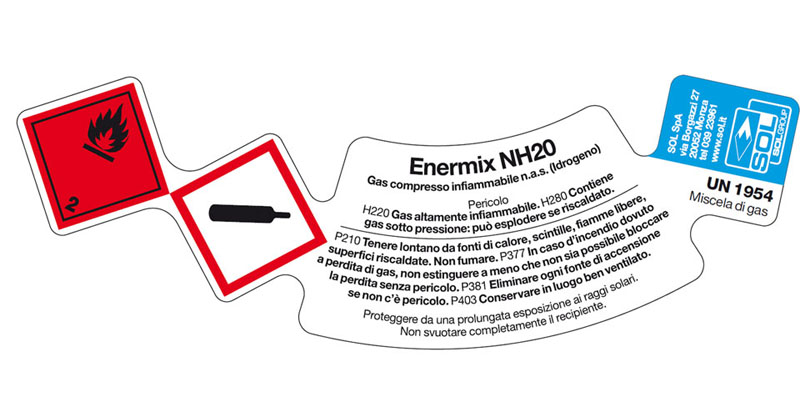 2
Enermix NH20
Gas compresso infiammabile n.a.s. (Idrogeno)
Pericolo
H220 Gas altamente infiammabile. H280 Contiene
gas sotto pressione: può esplodere se riscaldato.
P210 Tenere lontano da fonti di calore, scintille, fiamme libere,
superfici riscaldate. Non fumare. P377 In caso d'incendio dovuto
a perdita di gas, non estinguere a meno che non sia possibile bloccare
la perdita senza pericolo. P381 Eliminare ogni fonte di accensione
se non c'è pericolo. P403 Conservare in luogo ben ventilato.
Proteggere da una prolungata esposizione ai raggi solari.
Non svuotare completamente il recipiente.
SOL SpA
via Borgazzi 27
20052 Monza
tel 039 23961
www.sol.it
SOL
SOLGROUP
UN 1954
Miscela di gas